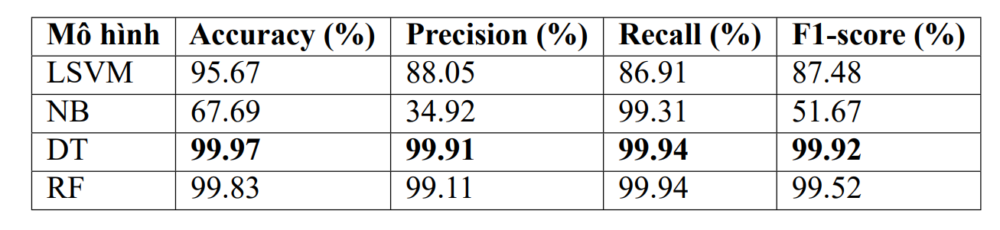 Mô hình Accuracy (%) Precision (%) Recall (%) F1-score (%)
LSVM 95.67 88.05 86.91 87.48
NB 67.69 34.92 99.31 51.67
DT 99.97 99.91 99.94 99.92
RF 99.83 99.11 99.94 99.52